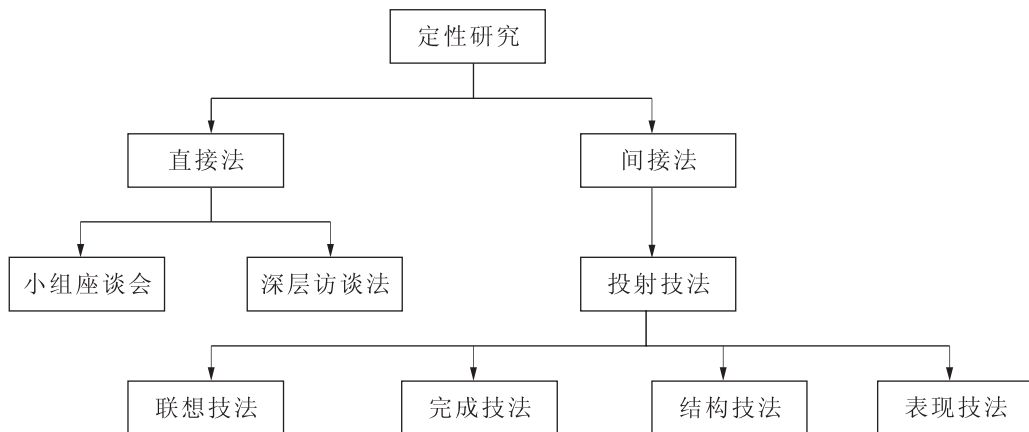 定性研究
直接法
间接法
小组座谈会
深层访谈法
投射技法
联想技法
完成技法
结构技法
表现技法